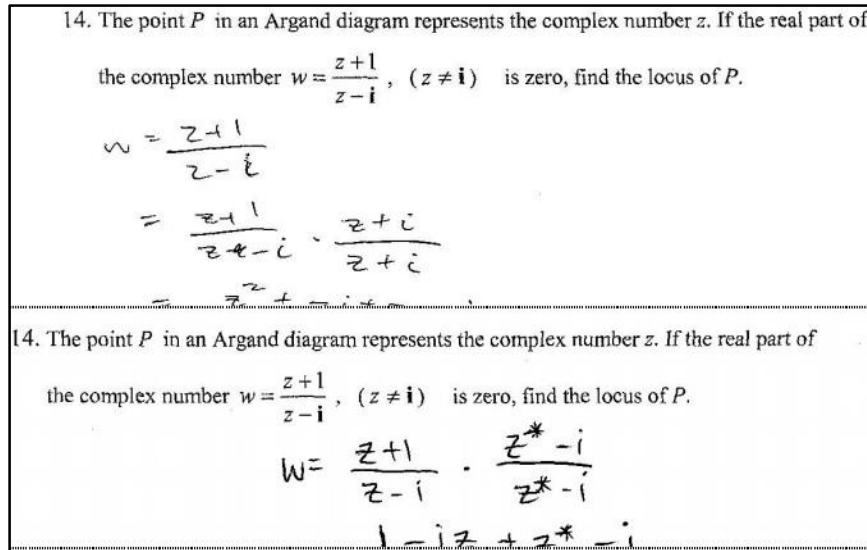 14. The point P in an Argand diagram represents the complex number z. If the real part of
the complex number w = (z+1)/(z−i), (z ≠ i) is zero, find the locus of P.
w = (z+1)/(z−i)
= (z+1)/(z−i) · (z+i)/(z+i)
14. The point P in an Argand diagram represents the complex number z. If the real part of
the complex number w = (z+1)/(z−i), (z ≠ i) is zero, find the locus of P.
W = (z+1)/(z−i) · (z*−i)/(z*−i)
1 − iz + z* − i